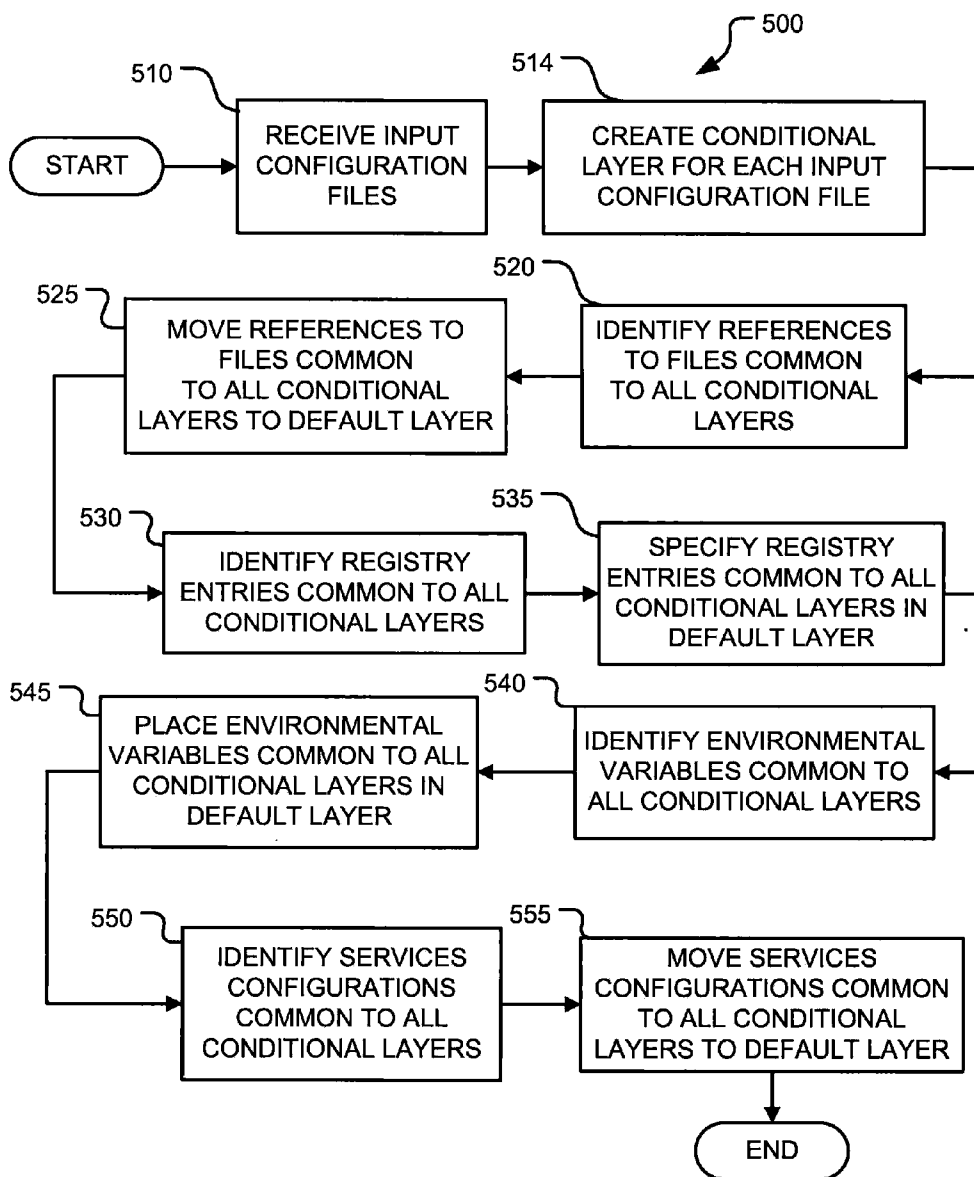 500
510
514
START
RECEIVE INPUT
CONFIGURATION
FILES
CREATE CONDITIONAL
LAYER FOR EACH INPUT
CONFIGURATION FILE
520
IDENTIFY REFERENCES
TO FILES COMMON
TO ALL CONDITIONAL
LAYERS
525
MOVE REFERENCES TO
FILES COMMON
TO ALL CONDITIONAL
LAYERS TO DEFAULT LAYER
530
IDENTIFY REGISTRY
ENTRIES COMMON TO ALL
CONDITIONAL LAYERS
535
SPECIFY REGISTRY
ENTRIES COMMON TO ALL
CONDITIONAL LAYERS IN
DEFAULT LAYER
540
IDENTIFY ENVIRONMENTAL
VARIABLES COMMON TO
ALL CONDITIONAL LAYERS
545
PLACE ENVIRONMENTAL
VARIABLES COMMON TO ALL
CONDITIONAL LAYERS IN
DEFAULT LAYER
550
IDENTIFY SERVICES
CONFIGURATIONS
COMMON TO ALL
CONDITIONAL LAYERS
555
MOVE SERVICES
CONFIGURATIONS COMMON
TO ALL CONDITIONAL
LAYERS TO DEFAULT LAYER
END